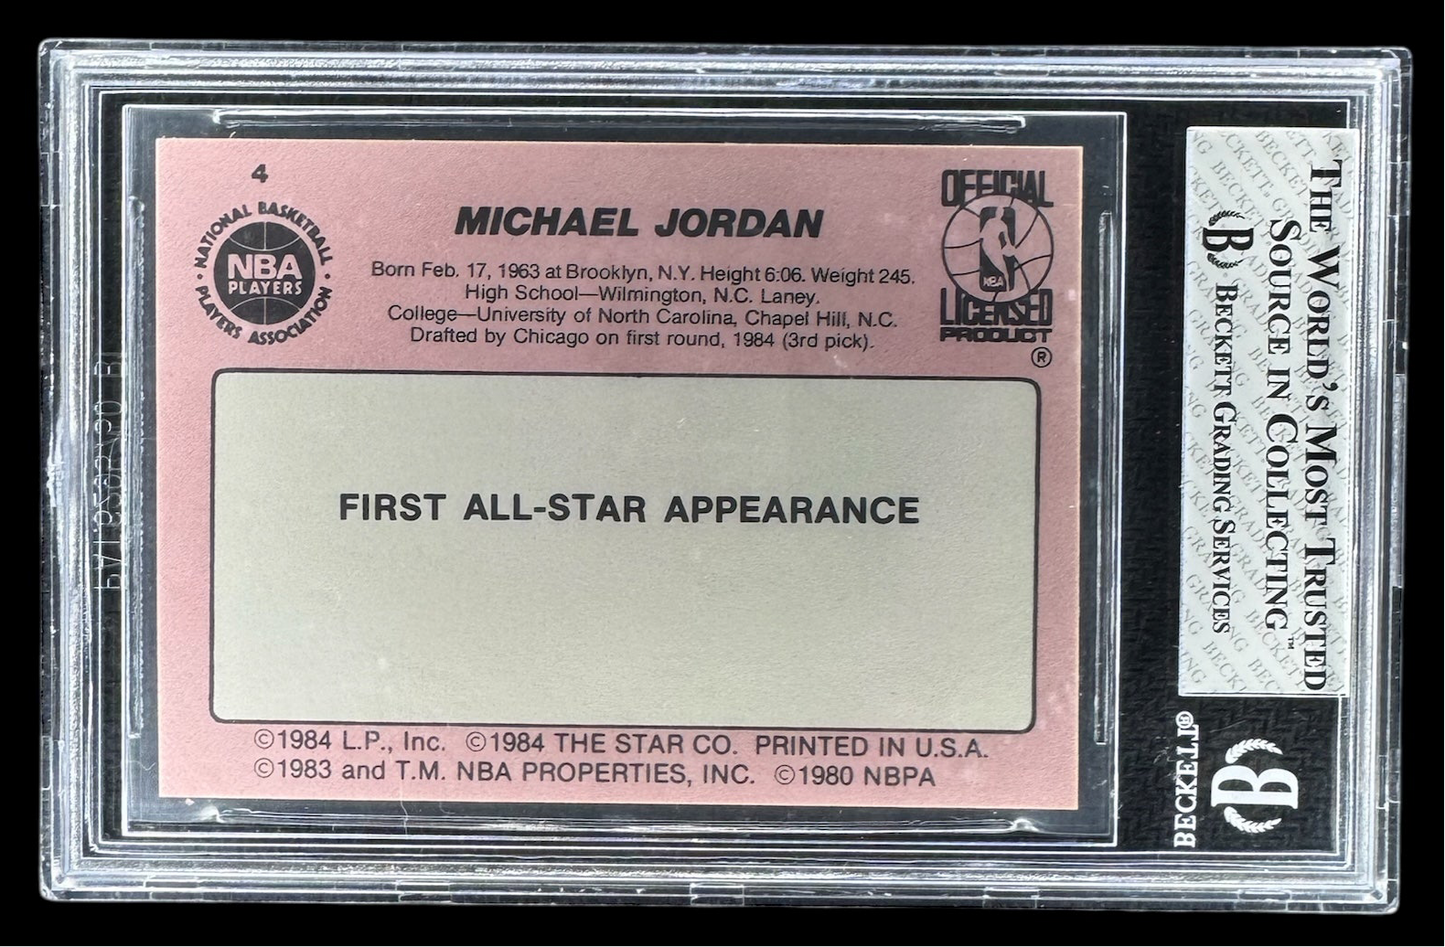 4
NATIONAL BASKETBALL
NBA
PLAYERS
PLAYERS ASSOCIATION
MICHAEL JORDAN
Born Feb. 17, 1963 at Brooklyn, N.Y. Height 6:06. Weight 245.
High School—Wilmington, N.C. Laney.
College—University of North Carolina, Chapel Hill, N.C.
Drafted by Chicago on first round, 1984 (3rd pick).
OFFICIAL
NBA
LICENSED
PRODUCT
®
FIRST ALL-STAR APPEARANCE
©1984 L.P., Inc. ©1984 THE STAR CO. PRINTED IN U.S.A.
©1983 and T.M. NBA PROPERTIES, INC. ©1980 NBPA
THE WORLD'S MOST TRUSTED
SOURCE IN COLLECTING™
B BECKETT GRADING SERVICES
BECKETT®
B